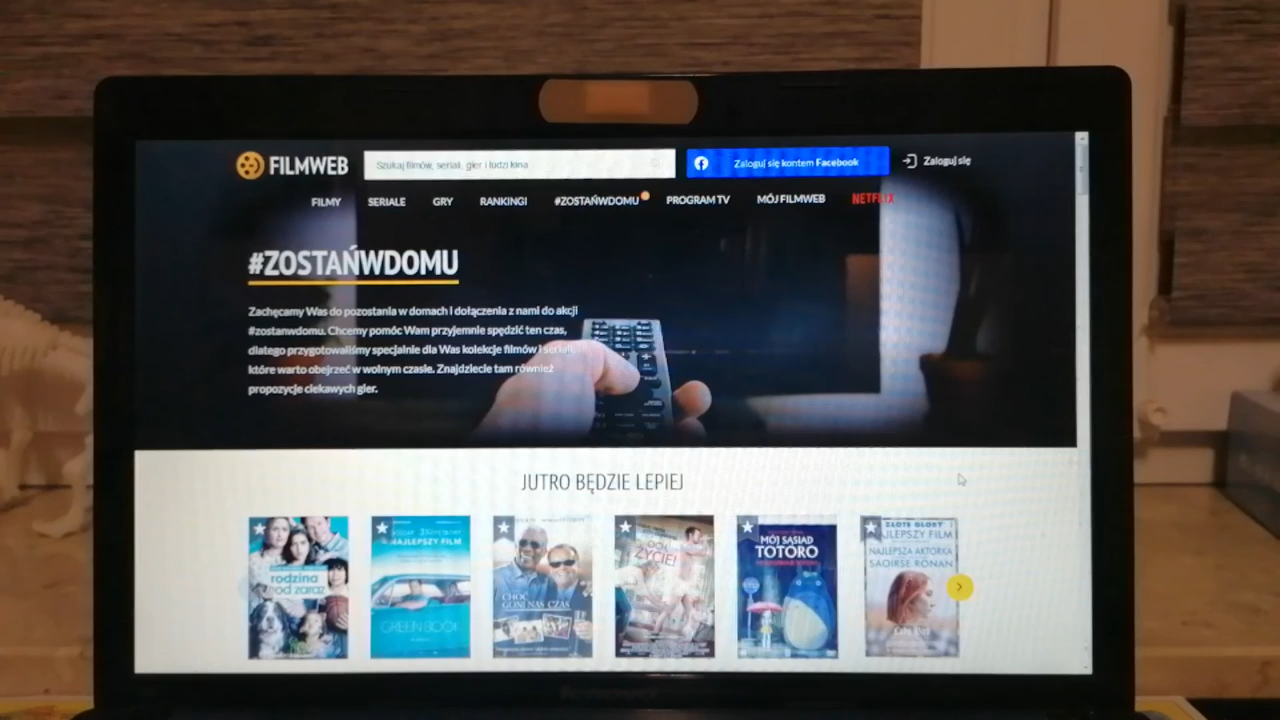 FILMWEB
Szukaj filmów, seriali, gier i ludzi kina
Zaloguj się kontem Facebook
Zaloguj się
FILMY SERIALE GRY RANKINGI #ZOSTAŃWDOMU PROGRAM TV MÓJ FILMWEB NETFLIX
#ZOSTAŃWDOMU
Zachęcamy Was do pozostania w domach i dołączenia z nami do akcji
#zostanwdomu. Chcemy pomóc Wam przyjemnie spędzić ten czas,
dlatego przygotowaliśmy specjalnie dla Was kolekcje filmów i seriali,
które warto obejrzeć w wolnym czasie. Znajdziecie tam również
propozycje ciekawych gier.
JUTRO BĘDZIE LEPIEJ
rodzina
od zaraz
NAJLEPSZY FILM
GREEN BOOK
CHOĆ
GONI NAS CZAS
ŻYCIE!
MÓJ SĄSIAD
TOTORO
ZŁOTE GLOBY
NAJLEPSZY FILM
NAJLEPSZA AKTORKA
SAOIRSE RONAN
Lady Bird